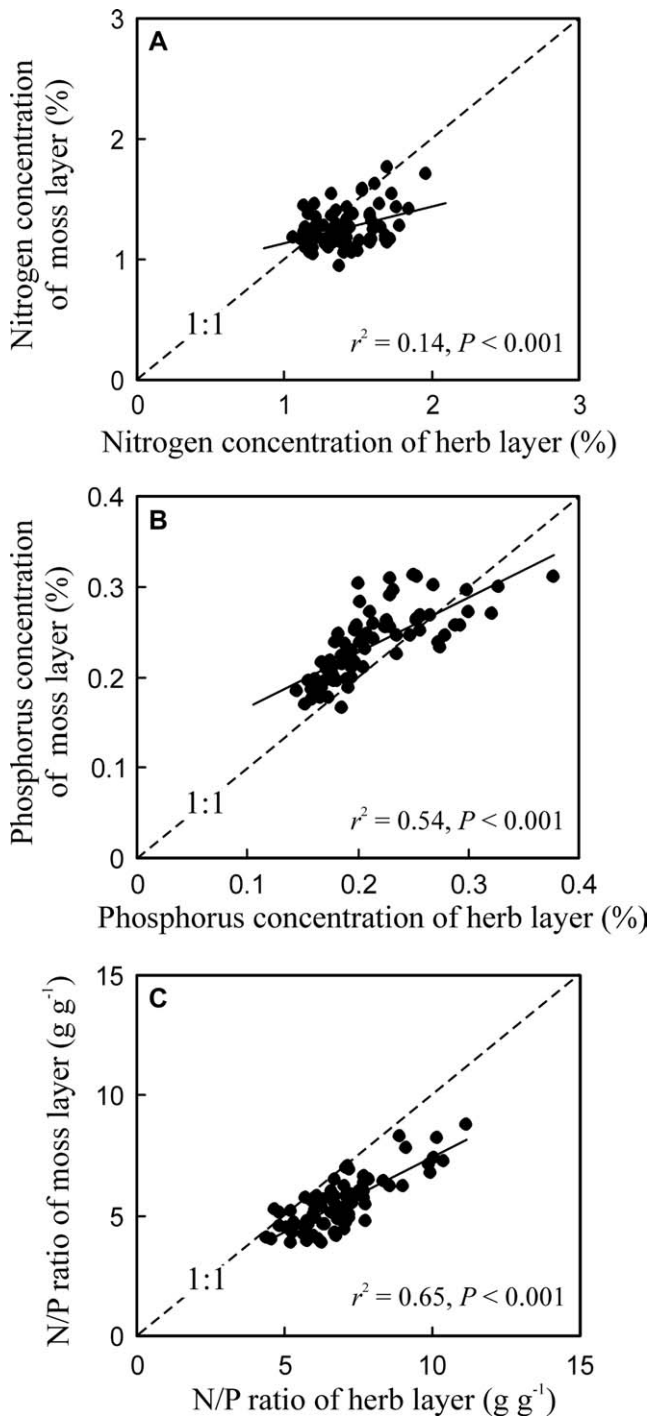 A
3
2
1
0
0
1
2
3
Nitrogen concentration
of moss layer (%)
1:1
r² = 0.14, P < 0.001
Nitrogen concentration of herb layer (%)
B
0.4
0.3
0.2
0.1
0
0
0.1
0.2
0.3
0.4
Phosphorus concentration
of moss layer (%)
1:1
r² = 0.54, P < 0.001
Phosphorus concentration of herb layer (%)
C
15
10
5
0
0
5
10
15
N/P ratio of moss layer (g g⁻¹)
1:1
r² = 0.65, P < 0.001
N/P ratio of herb layer (g g⁻¹)